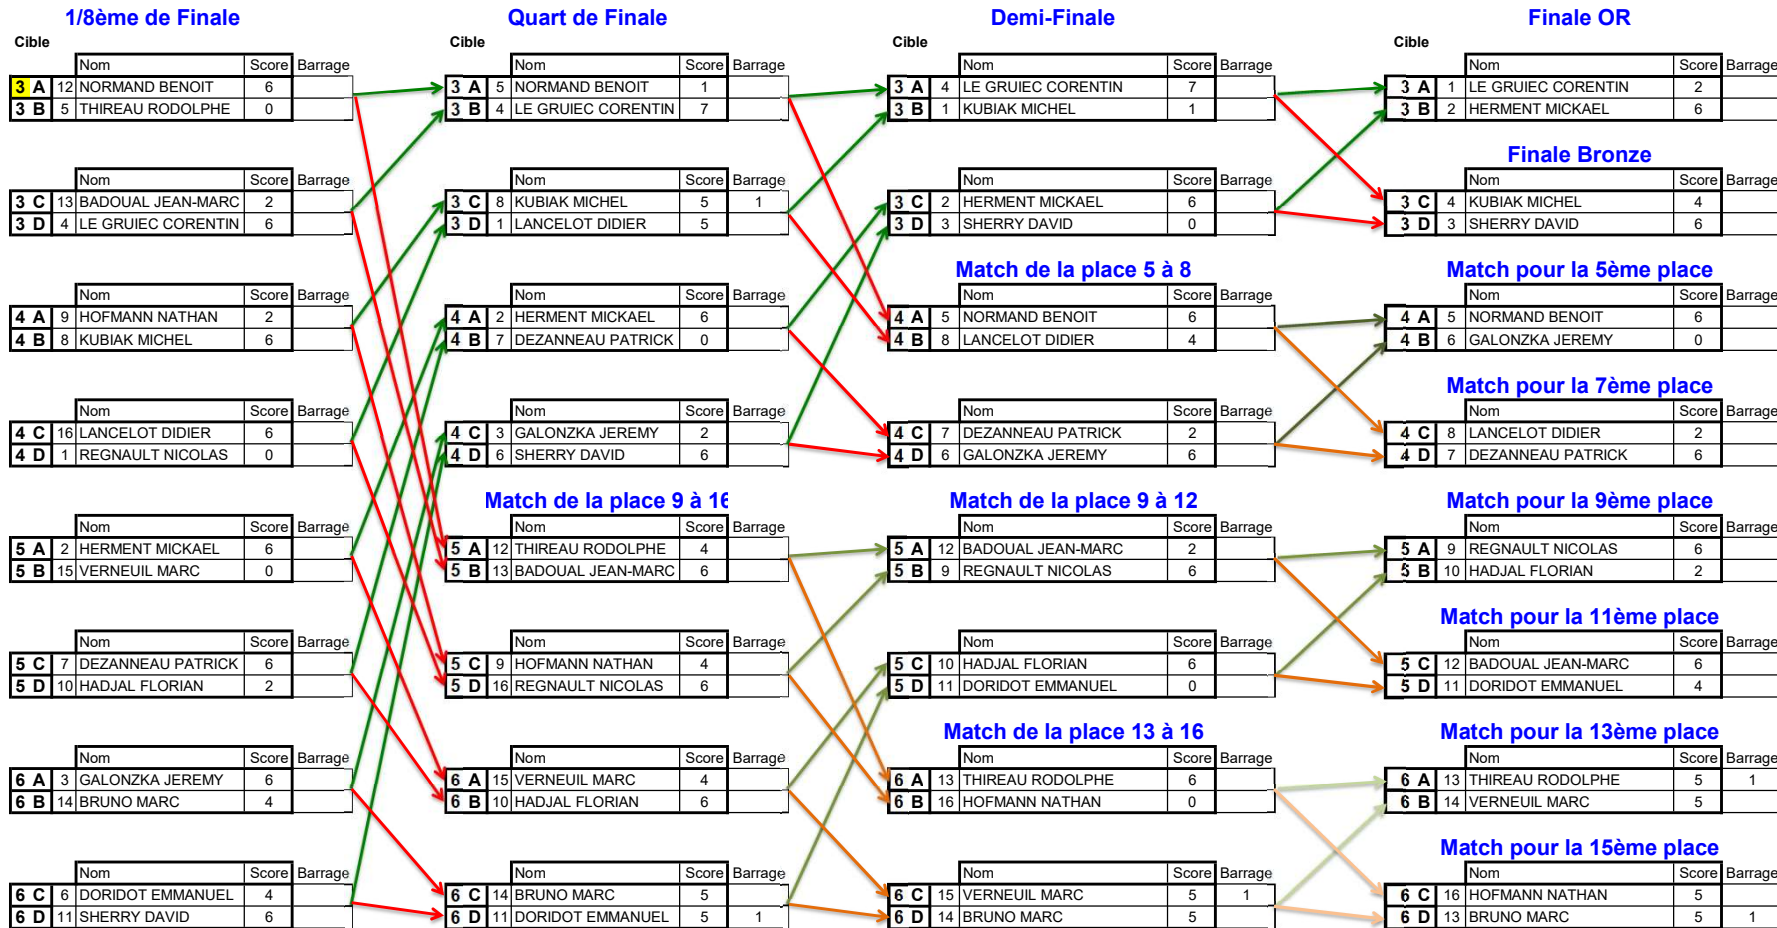 1/8ème de Finale Quart de Finale Demi-Finale Finale OR
Cible Cible Cible Cible
Nom Score Barrage Nom Score Barrage Nom Score Barrage Nom Score Barrage
3 A 12 NORMAND BENOIT 6 3 A 5 NORMAND BENOIT 1 3 A 4 LE GRUIEC CORENTIN 7 3 A 1 LE GRUIEC CORENTIN 2
3 B 5 THIREAU RODOLPHE 0 3 B 4 LE GRUIEC CORENTIN 7 3 B 1 KUBIAK MICHEL 1 3 B 2 HERMENT MICKAEL 6
Finale Bronze
Nom Score Barrage Nom Score Barrage Nom Score Barrage Nom Score Barrage
3 C 13 BADOUAL JEAN-MARC 2 3 C 8 KUBIAK MICHEL 5 1 3 C 2 HERMENT MICKAEL 6 3 C 4 KUBIAK MICHEL 4
3 D 4 LE GRUIEC CORENTIN 6 3 D 1 LANCELOT DIDIER 5 3 D 3 SHERRY DAVID 0 3 D 3 SHERRY DAVID 6
Match de la place 5 à 8 Match pour la 5ème place
Nom Score Barrage Nom Score Barrage Nom Score Barrage Nom Score Barrage
4 A 9 HOFMANN NATHAN 2 4 A 2 HERMENT MICKAEL 6 4 A 5 NORMAND BENOIT 6 4 A 5 NORMAND BENOIT 6
4 B 8 KUBIAK MICHEL 6 4 B 7 DEZANNEAU PATRICK 0 4 B 8 LANCELOT DIDIER 4 4 B 6 GALONZKA JEREMY 0
Match pour la 7ème place
Nom Score Barrage Nom Score Barrage Nom Score Barrage Nom Score Barrage
4 C 16 LANCELOT DIDIER 6 4 C 3 GALONZKA JEREMY 2 4 C 7 DEZANNEAU PATRICK 2 4 C 8 LANCELOT DIDIER 2
4 D 1 REGNAULT NICOLAS 0 4 D 6 SHERRY DAVID 6 4 D 6 GALONZKA JEREMY 6 4 D 7 DEZANNEAU PATRICK 6
Match de la place 9 à 16 Match de la place 9 à 12 Match pour la 9ème place
Nom Score Barrage Nom Score Barrage Nom Score Barrage Nom Score Barrage
5 A 2 HERMENT MICKAEL 6 5 A 12 THIREAU RODOLPHE 4 5 A 12 BADOUAL JEAN-MARC 2 5 A 9 REGNAULT NICOLAS 6
5 B 15 VERNEUIL MARC 0 5 B 13 BADOUAL JEAN-MARC 6 5 B 9 REGNAULT NICOLAS 6 5 B 10 HADJAL FLORIAN 2
Match pour la 11ème place
Nom Score Barrage Nom Score Barrage Nom Score Barrage Nom Score Barrage
5 C 7 DEZANNEAU PATRICK 6 5 C 9 HOFMANN NATHAN 4 5 C 10 HADJAL FLORIAN 6 5 C 12 BADOUAL JEAN-MARC 6
5 D 10 HADJAL FLORIAN 2 5 D 16 REGNAULT NICOLAS 6 5 D 11 DORIDOT EMMANUEL 0 5 D 11 DORIDOT EMMANUEL 4
Match de la place 13 à 16 Match pour la 13ème place
Nom Score Barrage Nom Score Barrage Nom Score Barrage Nom Score Barrage
6 A 3 GALONZKA JEREMY 6 6 A 15 VERNEUIL MARC 4 6 A 13 THIREAU RODOLPHE 6 6 A 13 THIREAU RODOLPHE 5 1
6 B 14 BRUNO MARC 4 6 B 10 HADJAL FLORIAN 6 6 B 16 HOFMANN NATHAN 0 6 B 14 VERNEUIL MARC 5
Match pour la 15ème place
Nom Score Barrage Nom Score Barrage Nom Score Barrage Nom Score Barrage
6 C 6 DORIDOT EMMANUEL 4 6 C 14 BRUNO MARC 5 6 C 15 VERNEUIL MARC 5 1 6 C 16 HOFMANN NATHAN 5
6 D 11 SHERRY DAVID 6 6 D 11 DORIDOT EMMANUEL 5 1 6 D 14 BRUNO MARC 5 6 D 13 BRUNO MARC 5 1